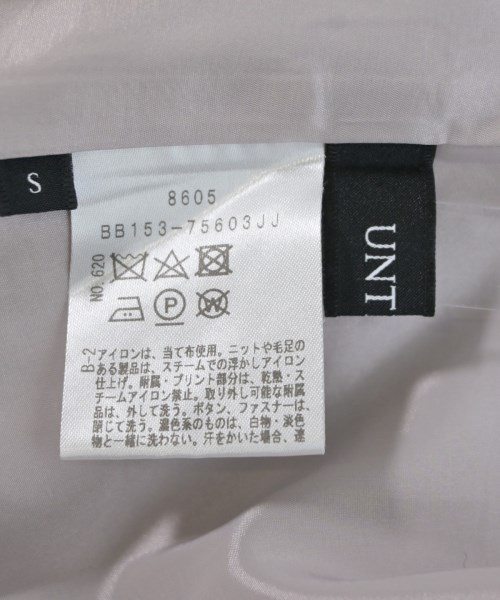 S
8605
BB153-75603JJ
NO. 620
P
W
B-2
アイロンは、当て布使用。ニットや毛足の
ある製品は、スチームでの浮かしアイロン
仕上げ。附属・プリント部分は、乾熱・ス
チームアイロン禁止。取り外し可能な附属
品は、外して洗う。ボタン、ファスナーは、
閉じて洗う。濃色系のものは、白物・淡色
物と一緒に洗わない。汗をかいた場合、速
UNT